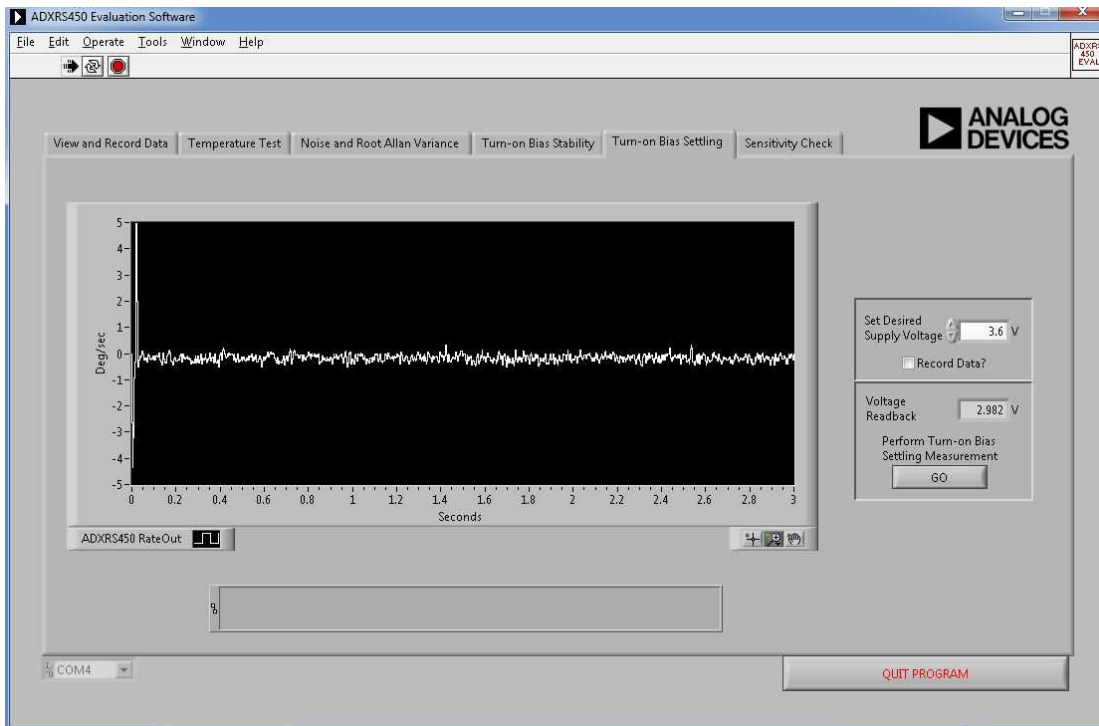 ADXRS450 Evaluation Software
File Edit Operate Tools Window Help
ADXR
450
EVAL
ANALOG
DEVICES
View and Record Data Temperature Test Noise and Root Allan Variance Turn-on Bias Stability Turn-on Bias Settling Sensitivity Check
5
4
3
2
1
0
-1
-2
-3
-4
-5
Deg/sec
0 0.2 0.4 0.6 0.8 1 1.2 1.4 1.6 1.8 2 2.2 2.4 2.6 2.8 3
Seconds
ADXRS450 RateOut
Set Desired
Supply Voltage 3.6 V
Record Data?
Voltage
Readback 2.982 V
Perform Turn-on Bias
Settling Measurement
GO
COM4
QUIT PROGRAM